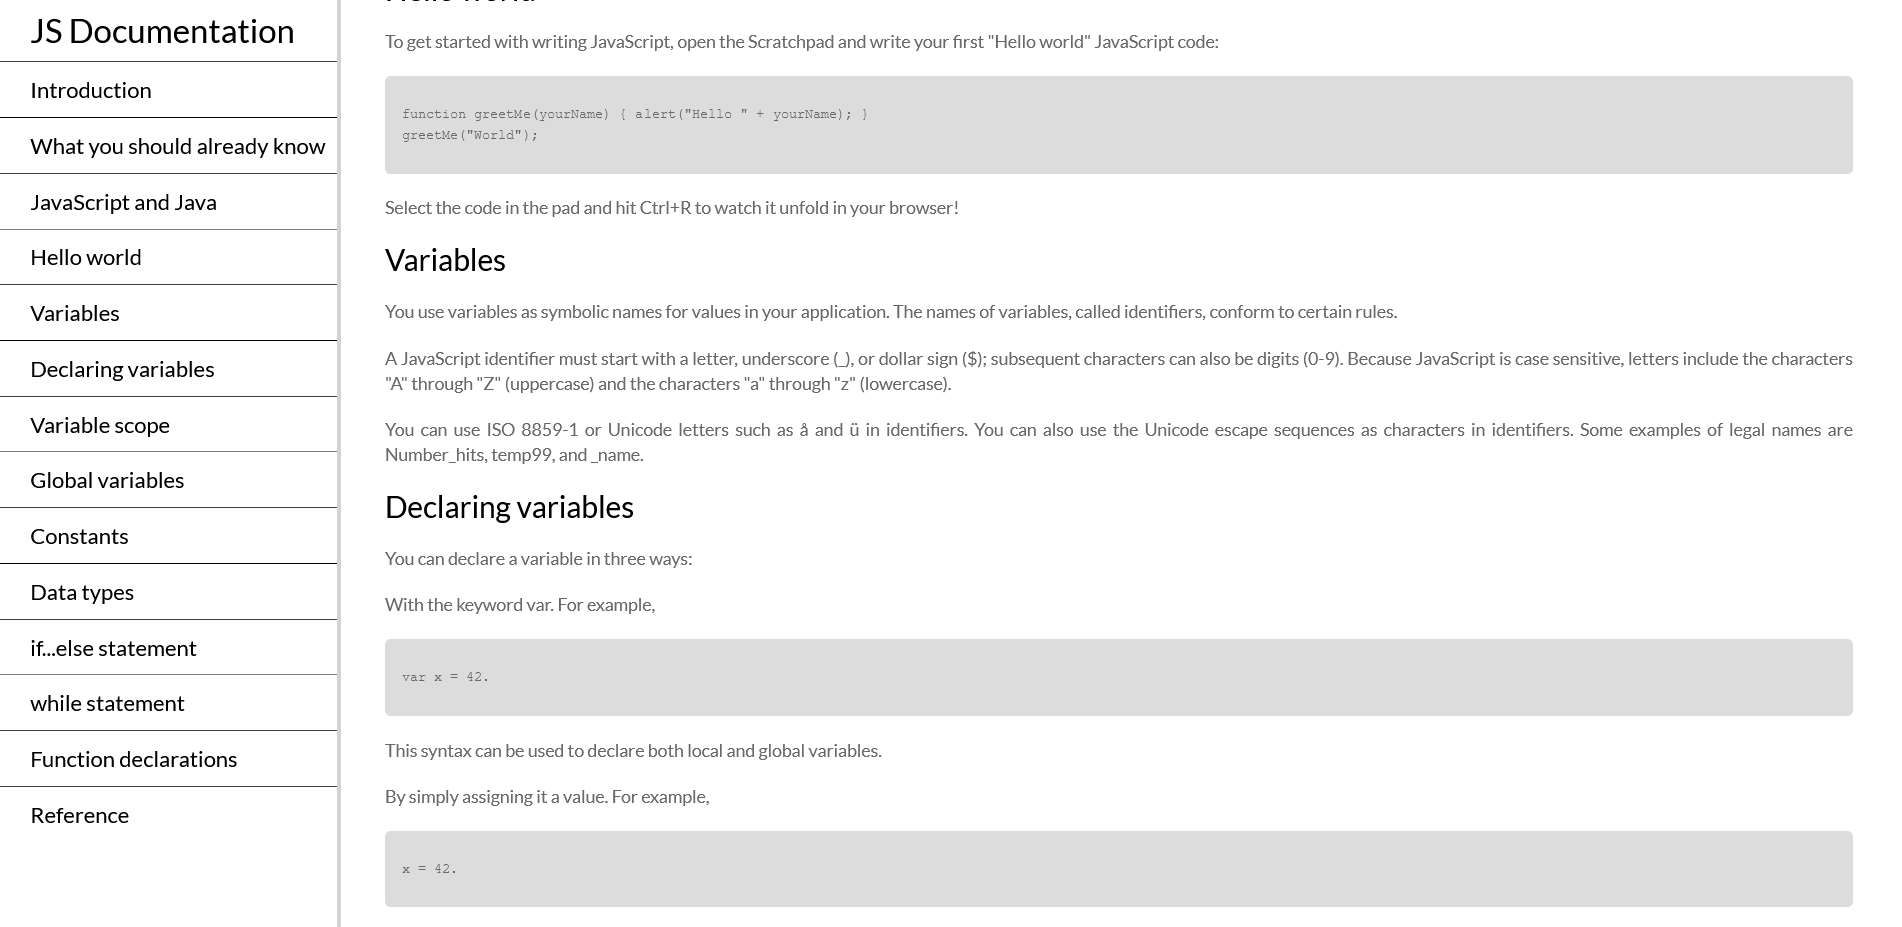 JS Documentation
Introduction
What you should already know
JavaScript and Java
Hello world
Variables
Declaring variables
Variable scope
Global variables
Constants
Data types
if...else statement
while statement
Function declarations
Reference
Hello world
To get started with writing JavaScript, open the Scratchpad and write your first "Hello world" JavaScript code:
function greetMe(yourName) { alert("Hello " + yourName); }
greetMe("World");
Select the code in the pad and hit Ctrl+R to watch it unfold in your browser!
Variables
You use variables as symbolic names for values in your application. The names of variables, called identifiers, conform to certain rules.
A JavaScript identifier must start with a letter, underscore (_), or dollar sign ($); subsequent characters can also be digits (0-9). Because JavaScript is case sensitive, letters include the characters
"A" through "Z" (uppercase) and the characters "a" through "z" (lowercase).
You can use ISO 8859-1 or Unicode letters such as å and ü in identifiers. You can also use the Unicode escape sequences as characters in identifiers. Some examples of legal names are
Number_hits, temp99, and _name.
Declaring variables
You can declare a variable in three ways:
With the keyword var. For example,
var x = 42.
This syntax can be used to declare both local and global variables.
By simply assigning it a value. For example,
x = 42.